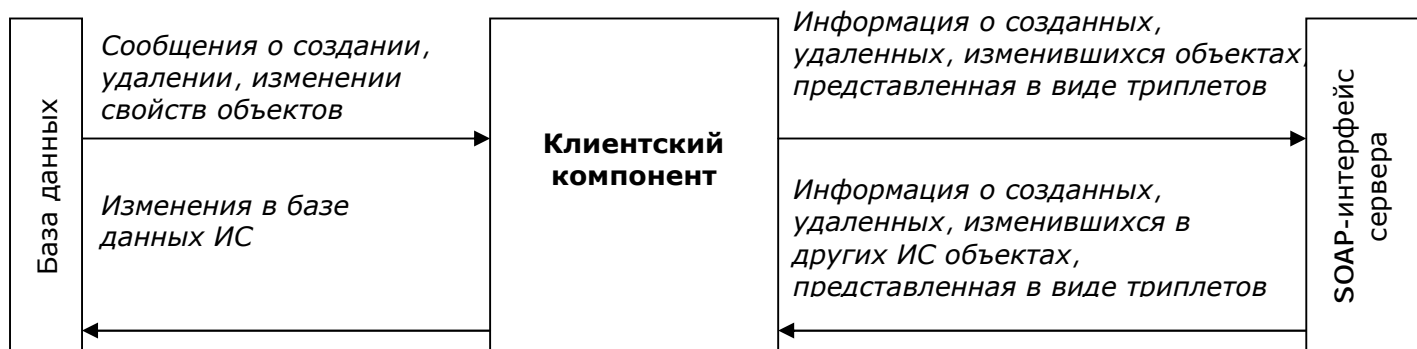 База данных
Сообщения о создании,
удалении, изменении
свойств объектов
Изменения в базе
данных ИС
Клиентский
компонент
Информация о созданных,
удаленных, изменившихся объектах,
представленная в виде триплетов
Информация о созданных,
удаленных, изменившихся в
других ИС объектах,
представленная в виде триплетов
SOAP-интерфейс
сервера